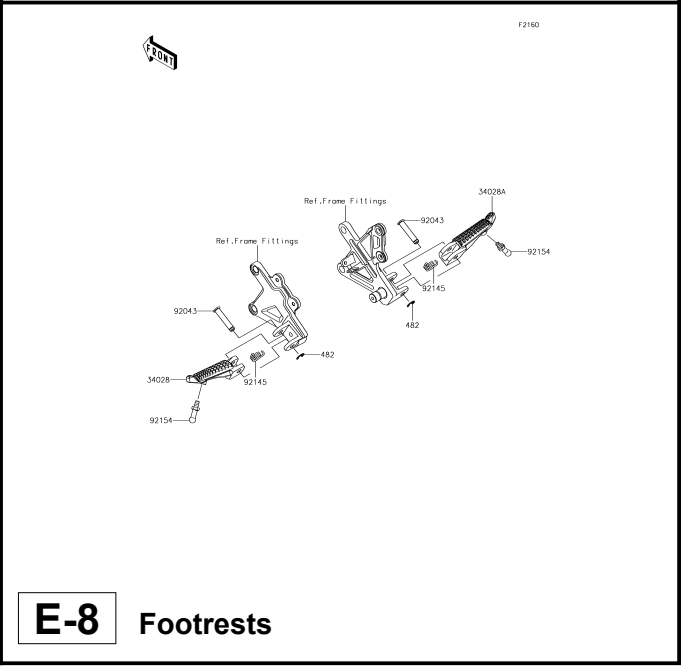 F2160
FRONT
34028A
Ref.Frame Fittings
92043
92154
Ref.Frame Fittings
92145
92043
482
482
34028
92145
92154
E-8 Footrests